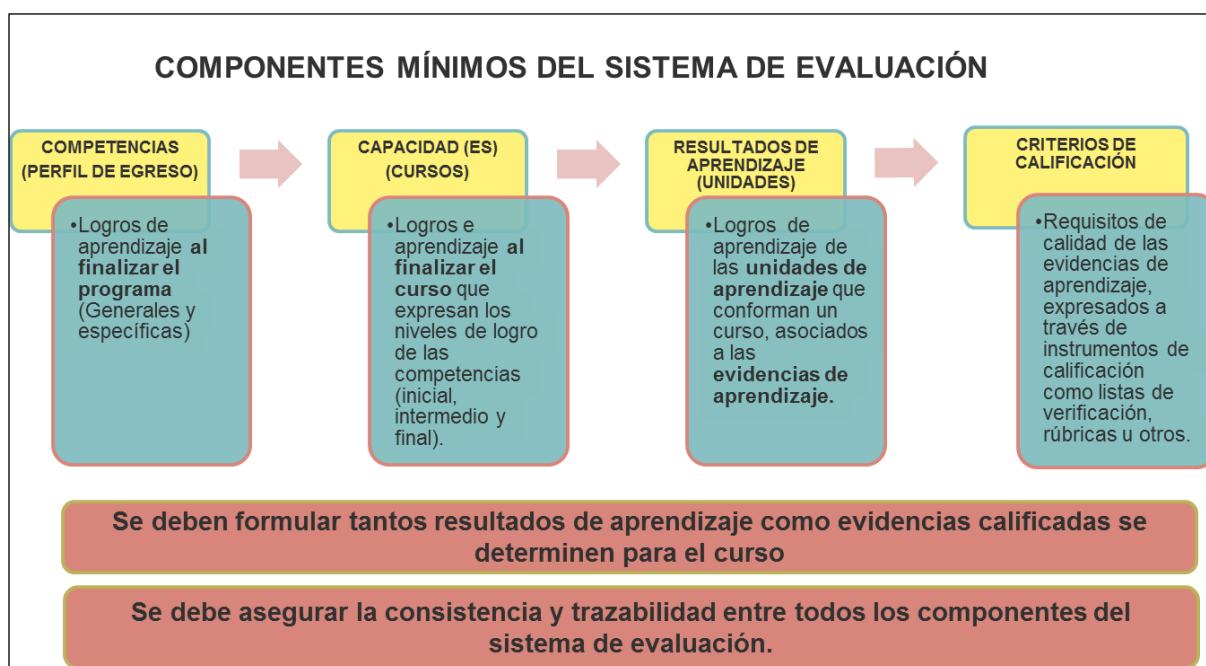 COMPONENTES MÍNIMOS DEL SISTEMA DE EVALUACIÓN
COMPETENCIAS
(PERFIL DE EGRESO)
•Logros de
aprendizaje al
finalizar el
programa
(Generales y
específicas)
CAPACIDAD (ES)
(CURSOS)
•Logros e
aprendizaje al
finalizar el
curso que
expresan los
niveles de logro
de las
competencias
(inicial,
intermedio y
final).
RESULTADOS DE
APRENDIZAJE
(UNIDADES)
•Logros de
aprendizaje de
las unidades de
aprendizaje que
conforman un
curso, asociados
a las
evidencias de
aprendizaje.
CRITERIOS DE
CALIFICACIÓN
•Requisitos de
calidad de las
evidencias de
aprendizaje,
expresados a
través de
instrumentos de
calificación
como listas de
verificación,
rúbricas u otros.
Se deben formular tantos resultados de aprendizaje como evidencias calificadas se
determinen para el curso
Se debe asegurar la consistencia y trazabilidad entre todos los componentes del
sistema de evaluación.